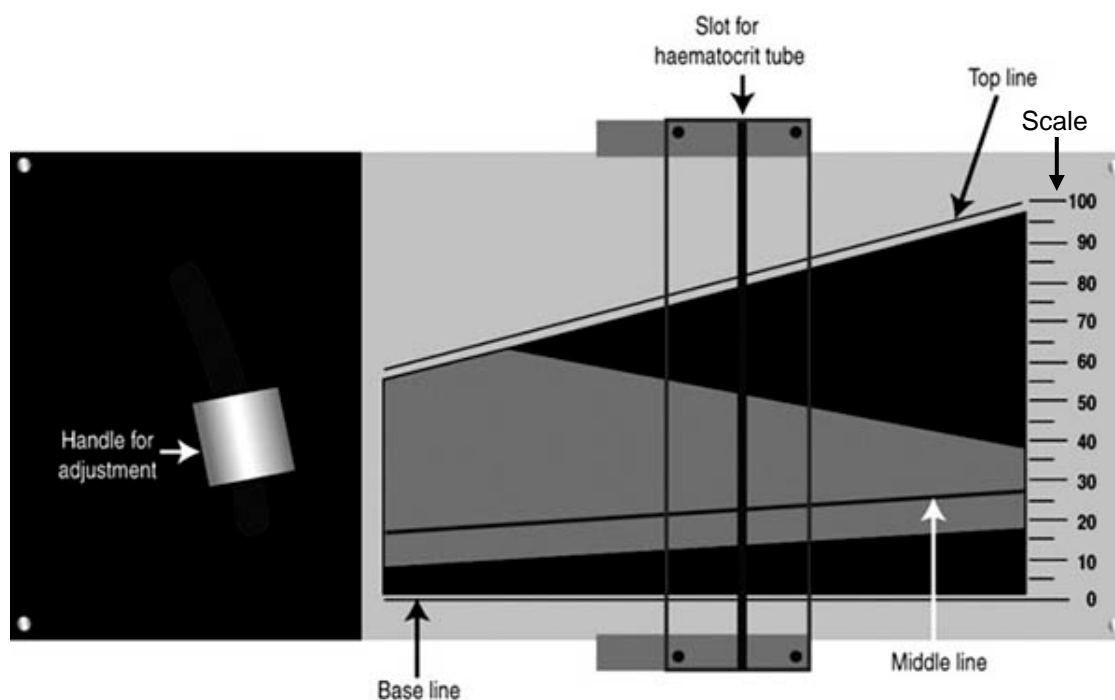 Slot for
haematocrit tube
Top line
Scale
100
90
80
70
60
50
40
30
20
10
0
Handle for
adjustment
Middle line
Base line